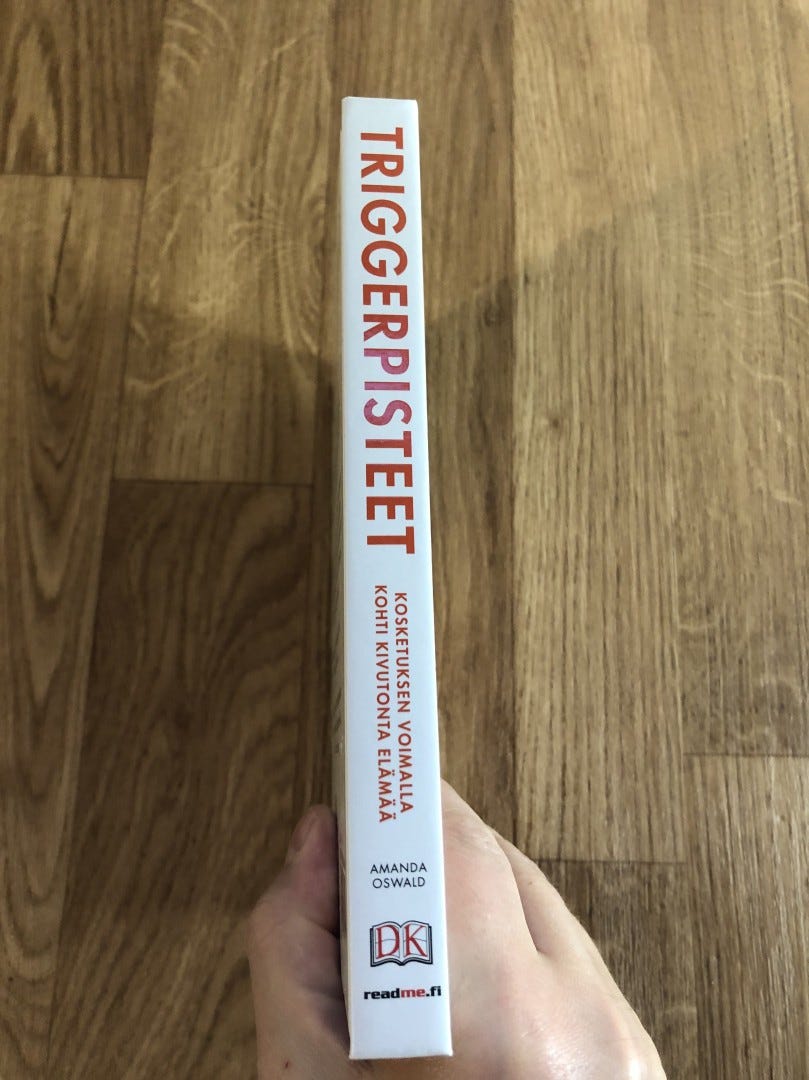 TRIGGERPISTEET
KOSKETUKSEN VOIMALLA
KOHTI KIVUTONTA ELÄMÄÄ
AMANDA
OSWALD
DK
readme.fi